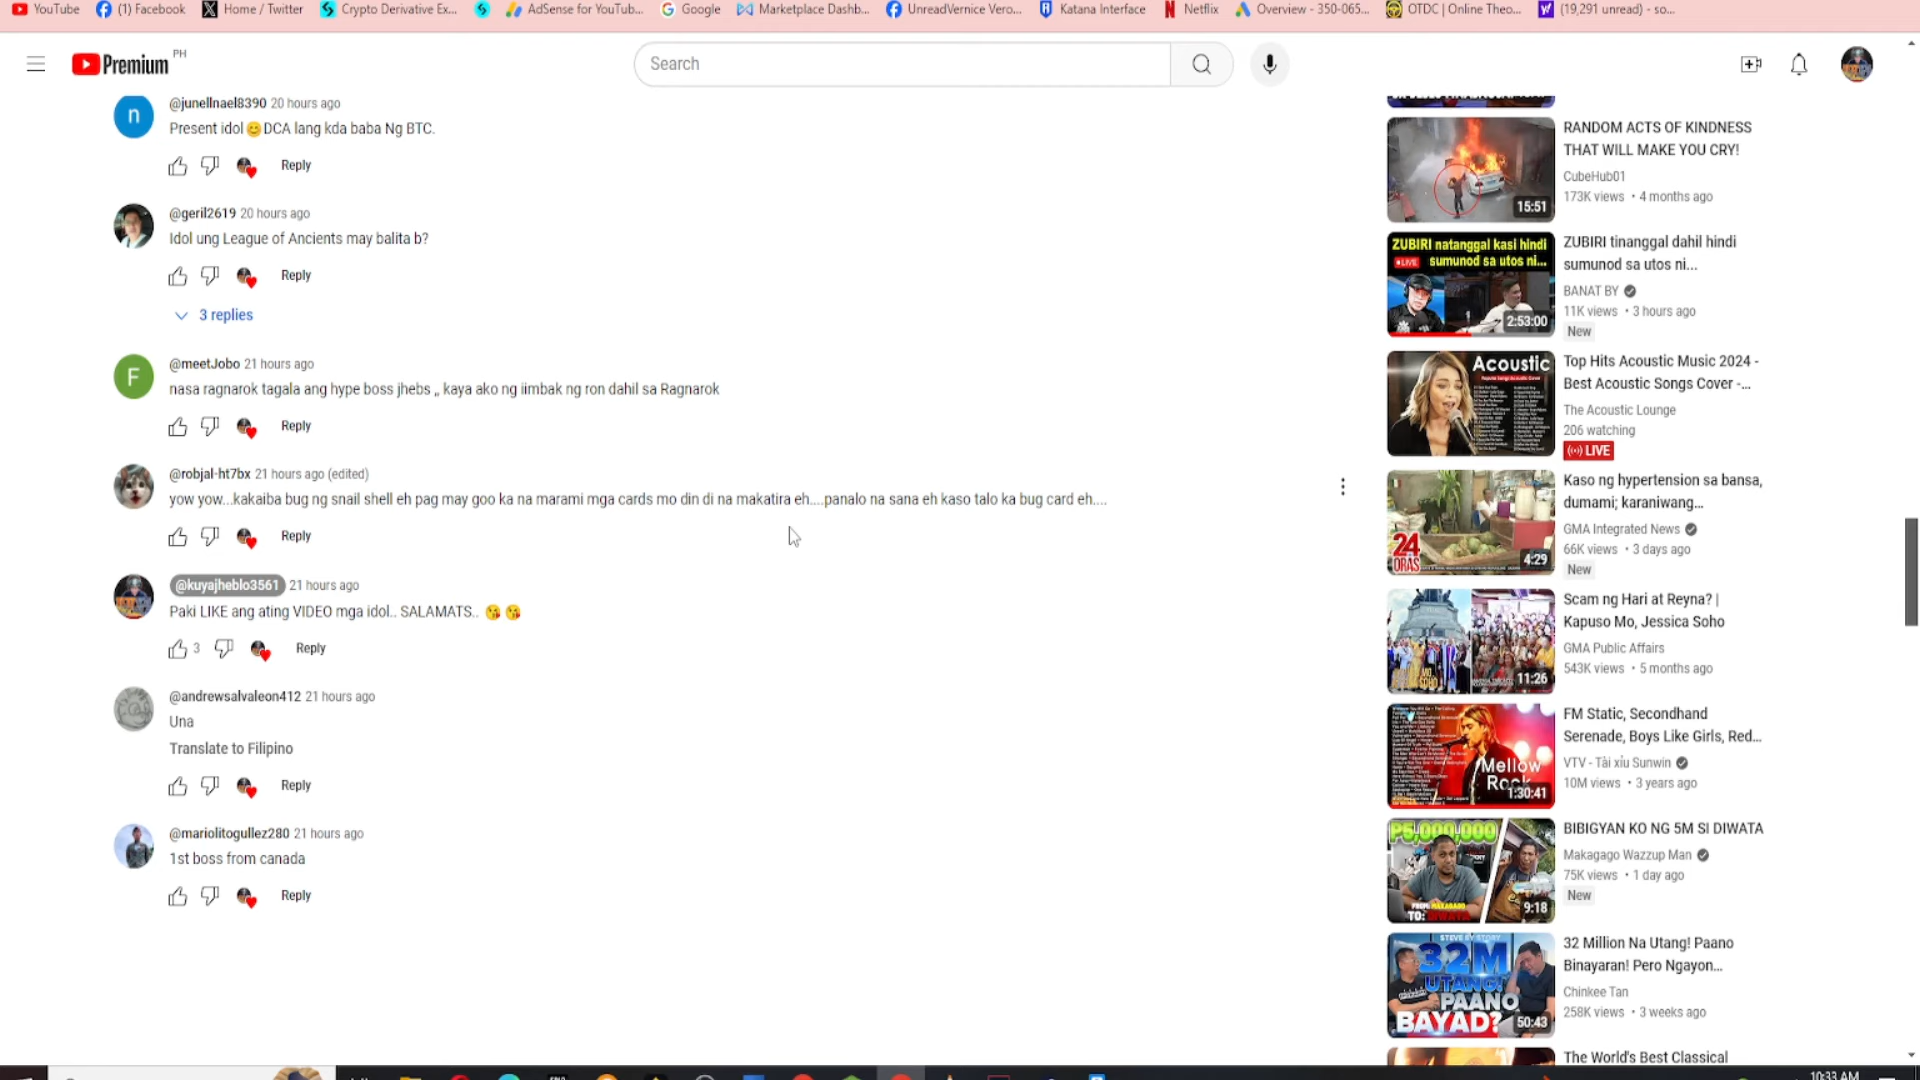 YouTube
(1) Facebook
Home / Twitter
Crypto Derivative Ex...
AdSense for YouTub...
Google
Marketplace Dashb...
UnreadVernice Vero...
Katana Interface
Netflix
Overview - 350-065...
OTDC | Online Theo...
(19,291 unread) - so...
Premium PH
Search
@junellnael8390 20 hours ago
Present idol😊DCA lang kda baba Ng BTC.
Reply
@geril2619 20 hours ago
Idol ung League of Ancients may balita b?
Reply
3 replies
@meetJobo 21 hours ago
nasa ragnarok tagala ang hype boss jhebs ,, kaya ako ng iimbak ng ron dahil sa Ragnarok
Reply
@robjal-ht7bx 21 hours ago (edited)
yow yow...kakaiba bug ng snail shell eh pag may goo ka na marami mga cards mo din di na makatira eh....panalo na sana eh kaso talo ka bug card eh....
Reply
@kuyajheblo3561 21 hours ago
Paki LIKE ang ating VIDEO mga idol.. SALAMATS.. 😘😘
3
Reply
@andrewsalvaleon412 21 hours ago
Una
Translate to Filipino
Reply
@mariolitogullez280 21 hours ago
1st boss from canada
Reply
15:51
RANDOM ACTS OF KINDNESS
THAT WILL MAKE YOU CRY!
CubeHub01
173K views • 4 months ago
ZUBIRI natanggal kasi hindi
LIVE sumunod sa utos ni...
2:53:00
ZUBIRI tinanggal dahil hindi
sumunod sa utos ni...
BANAT BY
11K views • 3 hours ago
New
Acoustic
Top Hits Acoustic Music 2024 -
Best Acoustic Songs Cover -...
The Acoustic Lounge
206 watching
LIVE
24
ORAS
4:29
Kaso ng hypertension sa bansa,
dumami; karaniwang...
GMA Integrated News
66K views • 3 days ago
New
11:26
Scam ng Hari at Reyna? |
Kapuso Mo, Jessica Soho
GMA Public Affairs
543K views • 5 months ago
Mellow
Rock
1:30:41
FM Static, Secondhand
Serenade, Boys Like Girls, Red...
VTV - Tài xỉu Sunwin
10M views • 3 years ago
P5,000,000
TO: DIWATA
9:18
BIBIGYAN KO NG 5M SI DIWATA
Makagago Wazzup Man
75K views • 1 day ago
New
32M
UTANG!
PAANO
BAYAD?
50:43
32 Million Na Utang! Paano
Binayaran! Pero Ngayon...
Chinkee Tan
258K views • 3 weeks ago
The World's Best Classical
10:33 AM